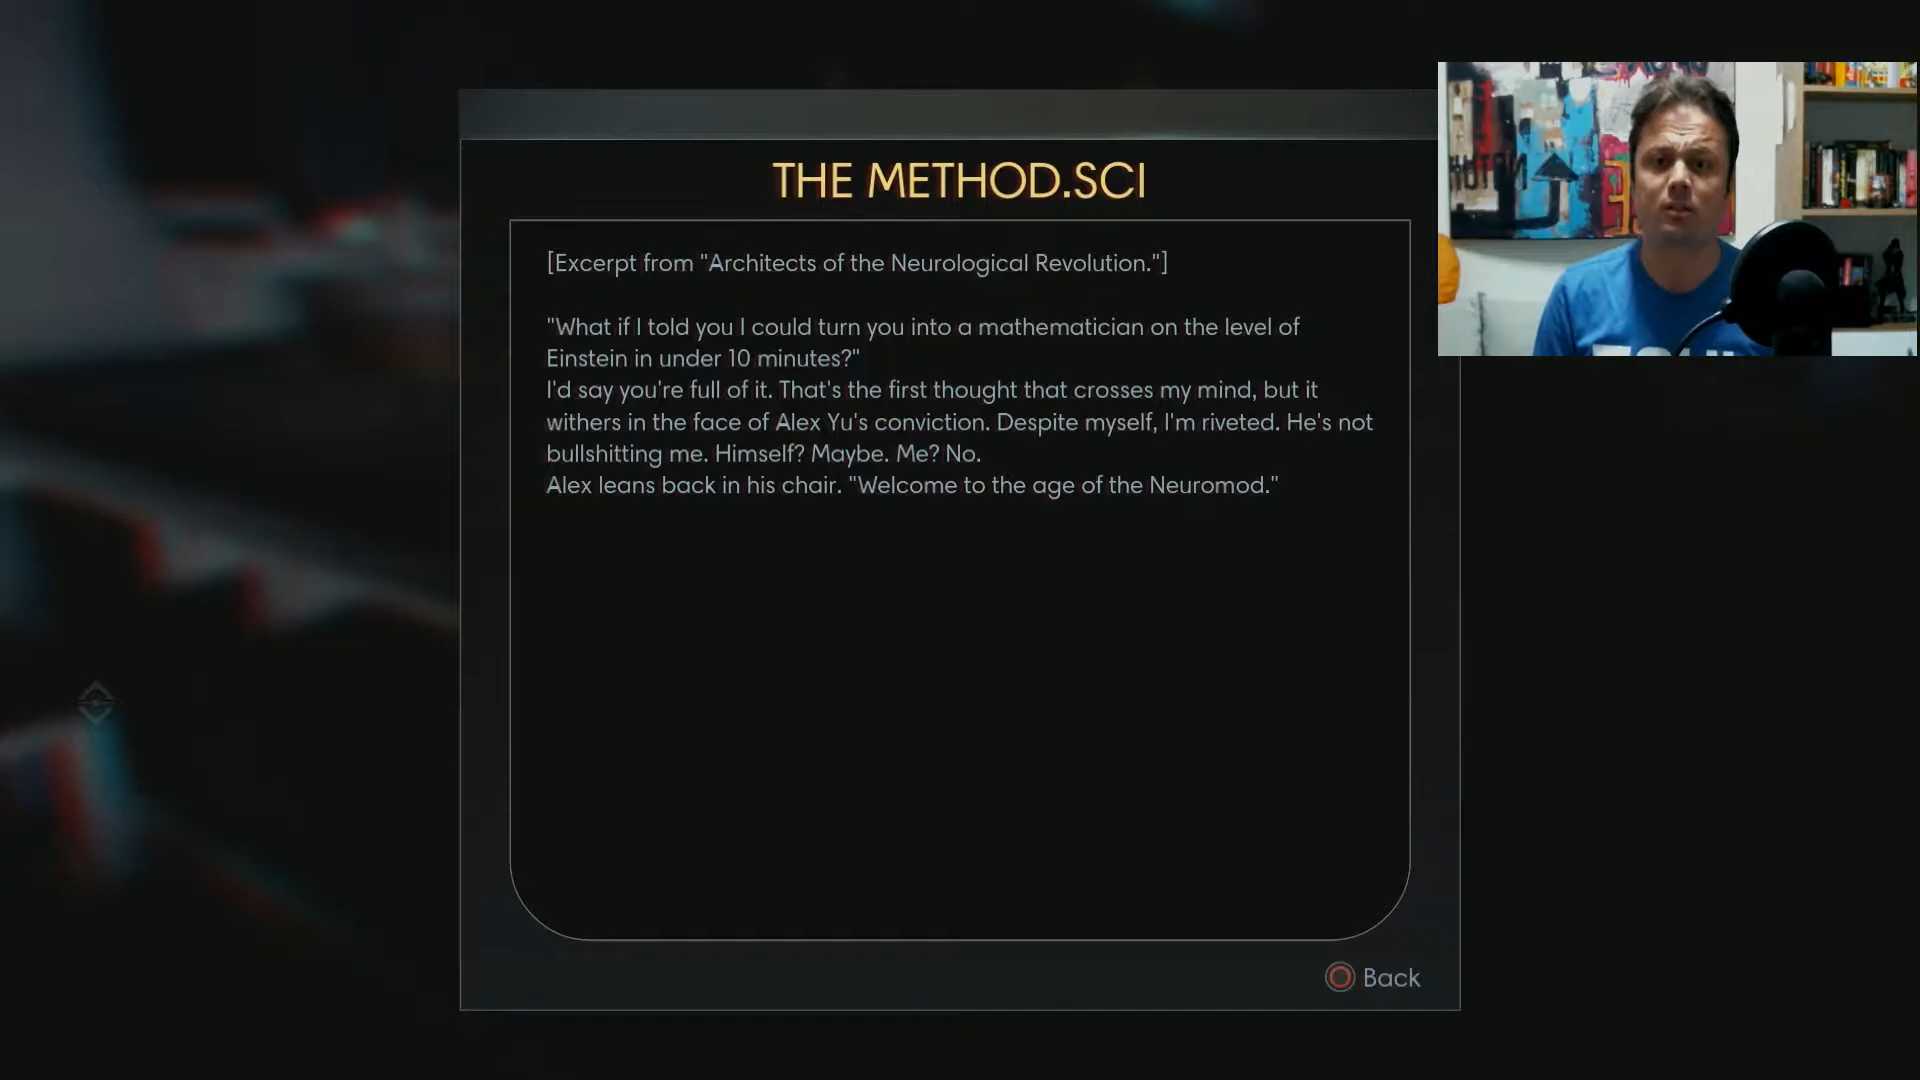 THE METHOD.SCI
[Excerpt from "Architects of the Neurological Revolution."]
"What if I told you I could turn you into a mathematician on the level of
Einstein in under 10 minutes?"
I'd say you're full of it. That's the first thought that crosses my mind, but it
withers in the face of Alex Yu's conviction. Despite myself, I'm riveted. He's not
bullshitting me. Himself? Maybe. Me? No.
Alex leans back in his chair. "Welcome to the age of the Neuromod."
Back